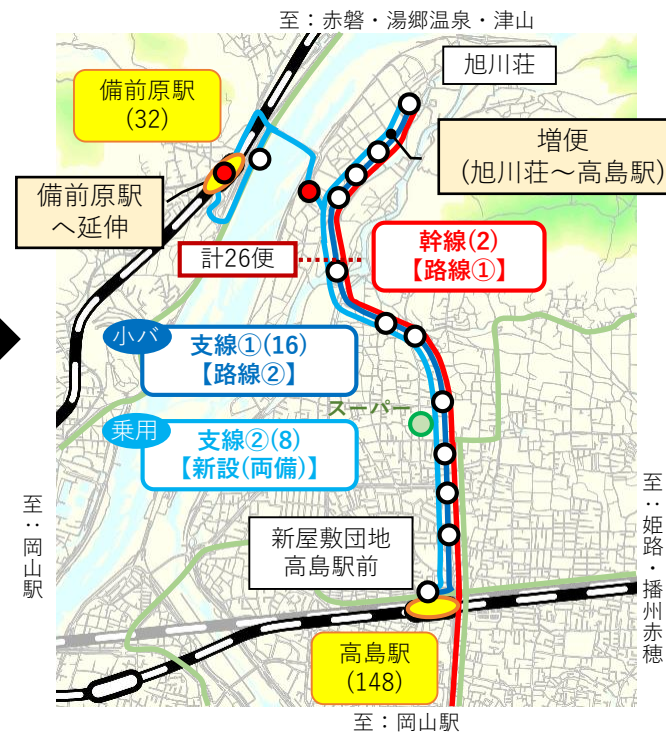 至：赤磐・湯郷温泉・津山
旭川荘
備前原駅
(32)
増便
(旭川荘～高島駅)
備前原駅
へ延伸
計26便
幹線(2)
【路線①】
小バ
支線①(16)
【路線②】
スーパー
乗用
支線②(8)
【新設(両備)】
至：岡山駅
新屋敷団地
高島駅前
至：姫路・播州赤穂
高島駅
(148)
至：岡山駅